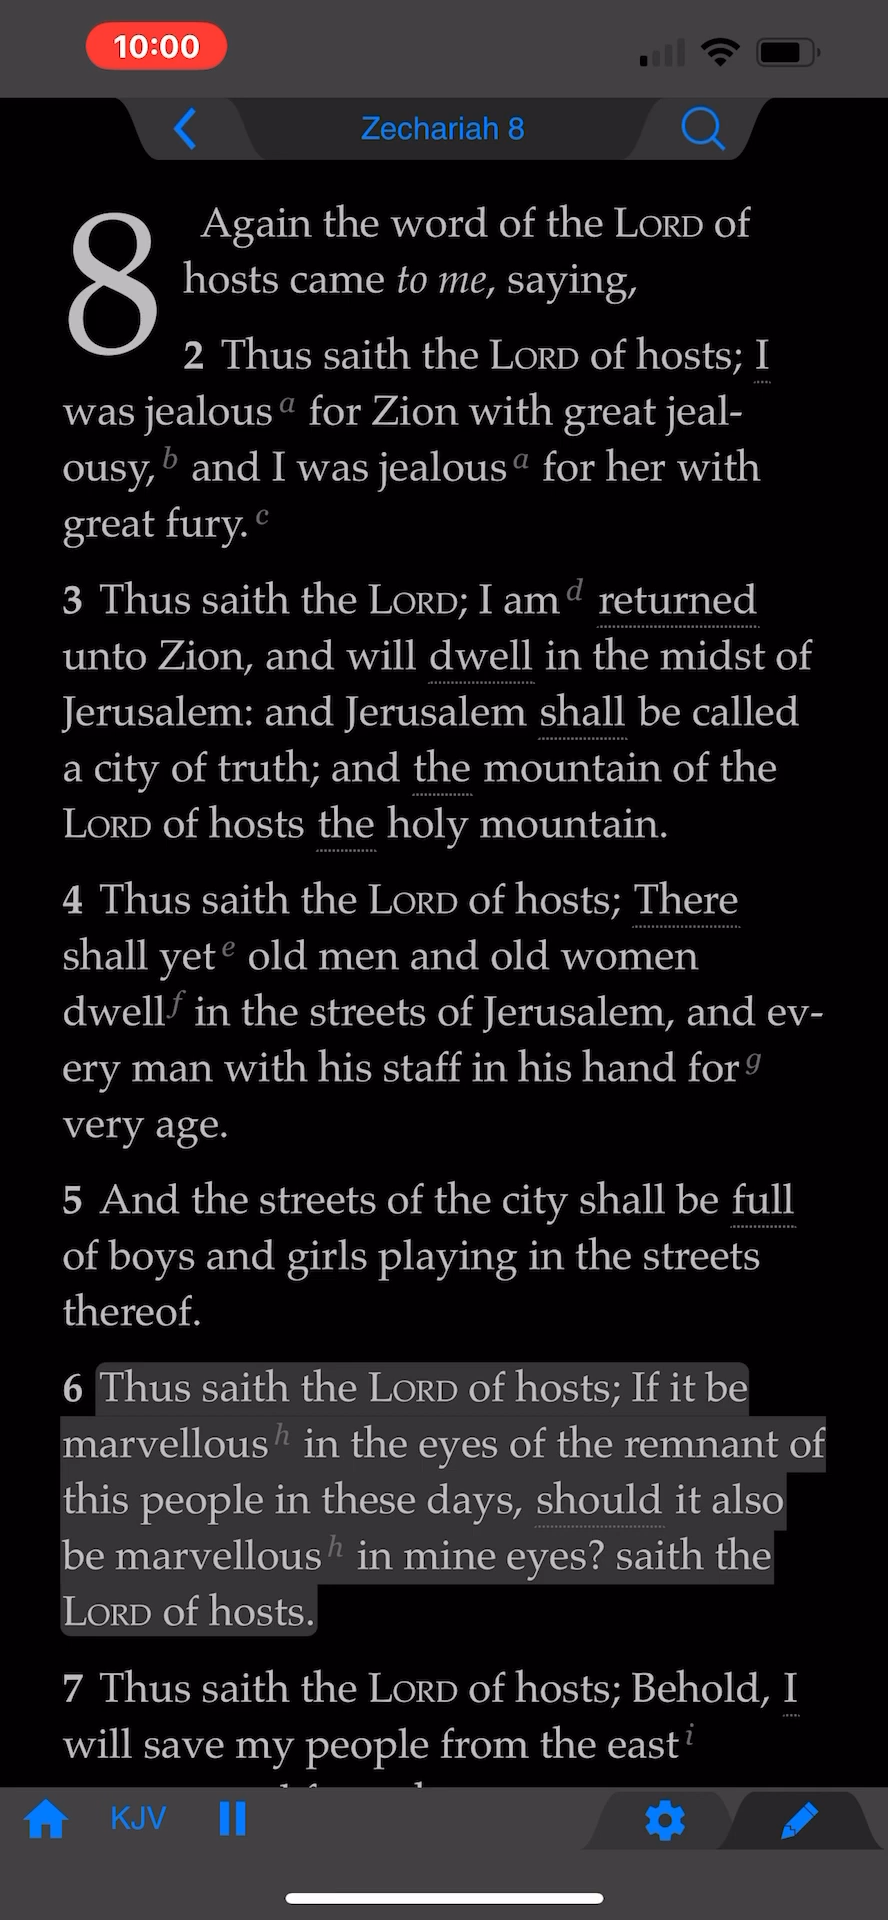 10:00
Zechariah 8
8 Again the word of the LORD of
hosts came to me, saying,
2 Thus saith the LORD of hosts; I
was jealous a for Zion with great jeal-
ousy, b and I was jealous a for her with
great fury. c
3 Thus saith the LORD; I am d returned
unto Zion, and will dwell in the midst of
Jerusalem: and Jerusalem shall be called
a city of truth; and the mountain of the
LORD of hosts the holy mountain.
4 Thus saith the LORD of hosts; There
shall yet e old men and old women
dwell f in the streets of Jerusalem, and ev-
ery man with his staff in his hand for g
very age.
5 And the streets of the city shall be full
of boys and girls playing in the streets
thereof.
6 Thus saith the LORD of hosts; If it be
marvellous h in the eyes of the remnant of
this people in these days, should it also
be marvellous h in mine eyes? saith the
LORD of hosts.
7 Thus saith the LORD of hosts; Behold, I
will save my people from the east i
KJV